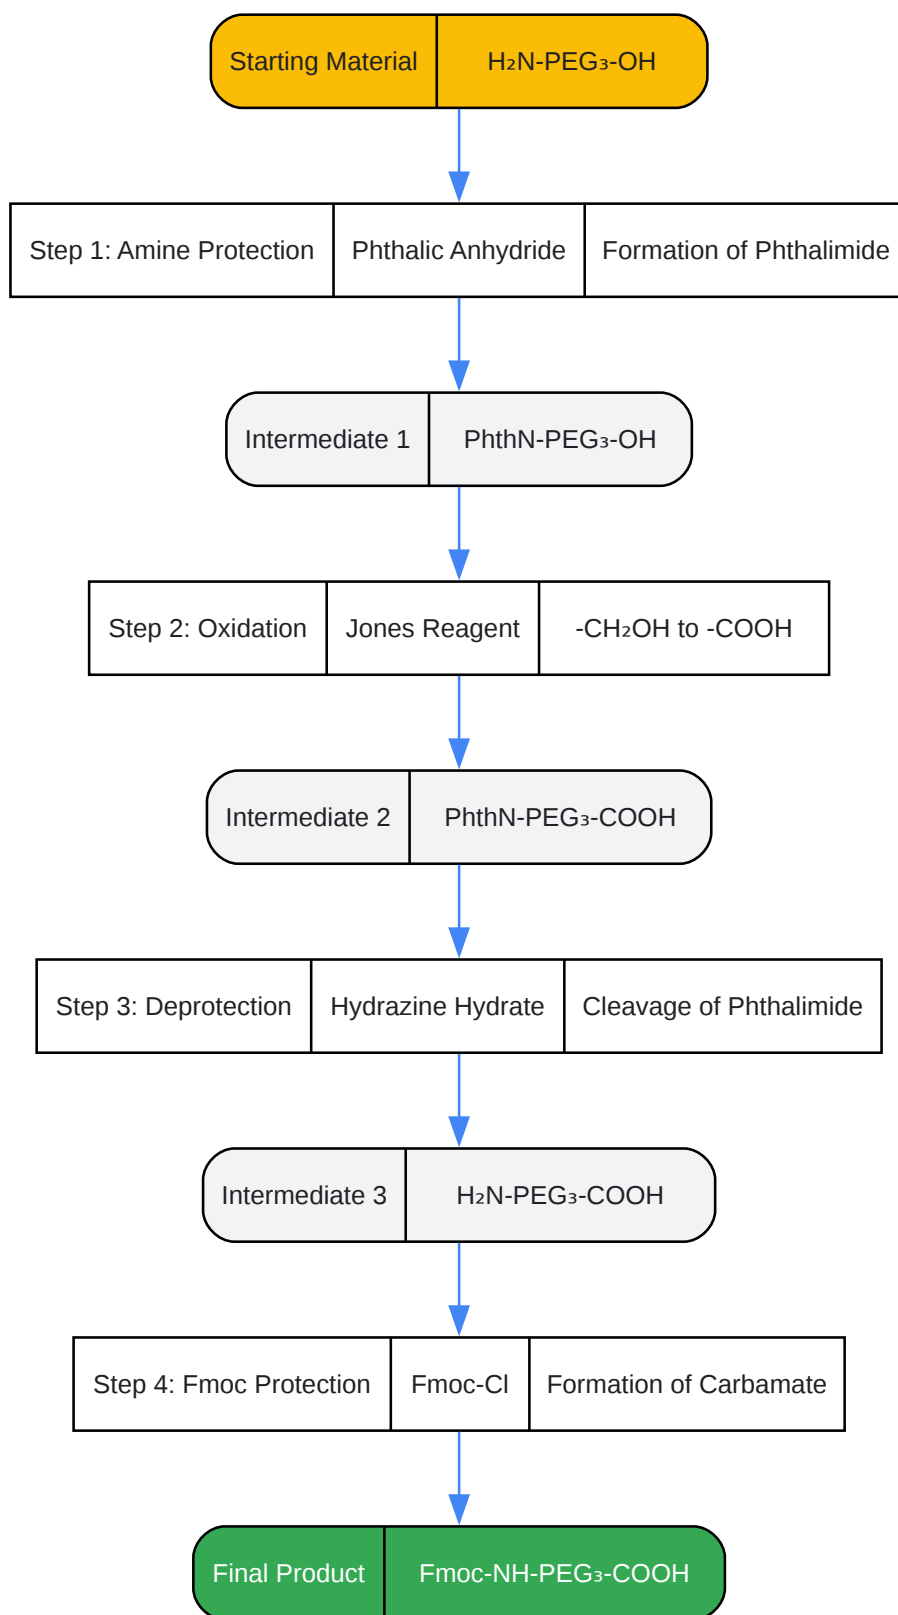 Starting Material H₂N-PEG₃-OH
Step 1: Amine Protection Phthalic Anhydride Formation of Phthalimide
Intermediate 1 PhthN-PEG₃-OH
Step 2: Oxidation Jones Reagent -CH₂OH to -COOH
Intermediate 2 PhthN-PEG₃-COOH
Step 3: Deprotection Hydrazine Hydrate Cleavage of Phthalimide
Intermediate 3 H₂N-PEG₃-COOH
Step 4: Fmoc Protection Fmoc-Cl Formation of Carbamate
Final Product Fmoc-NH-PEG₃-COOH